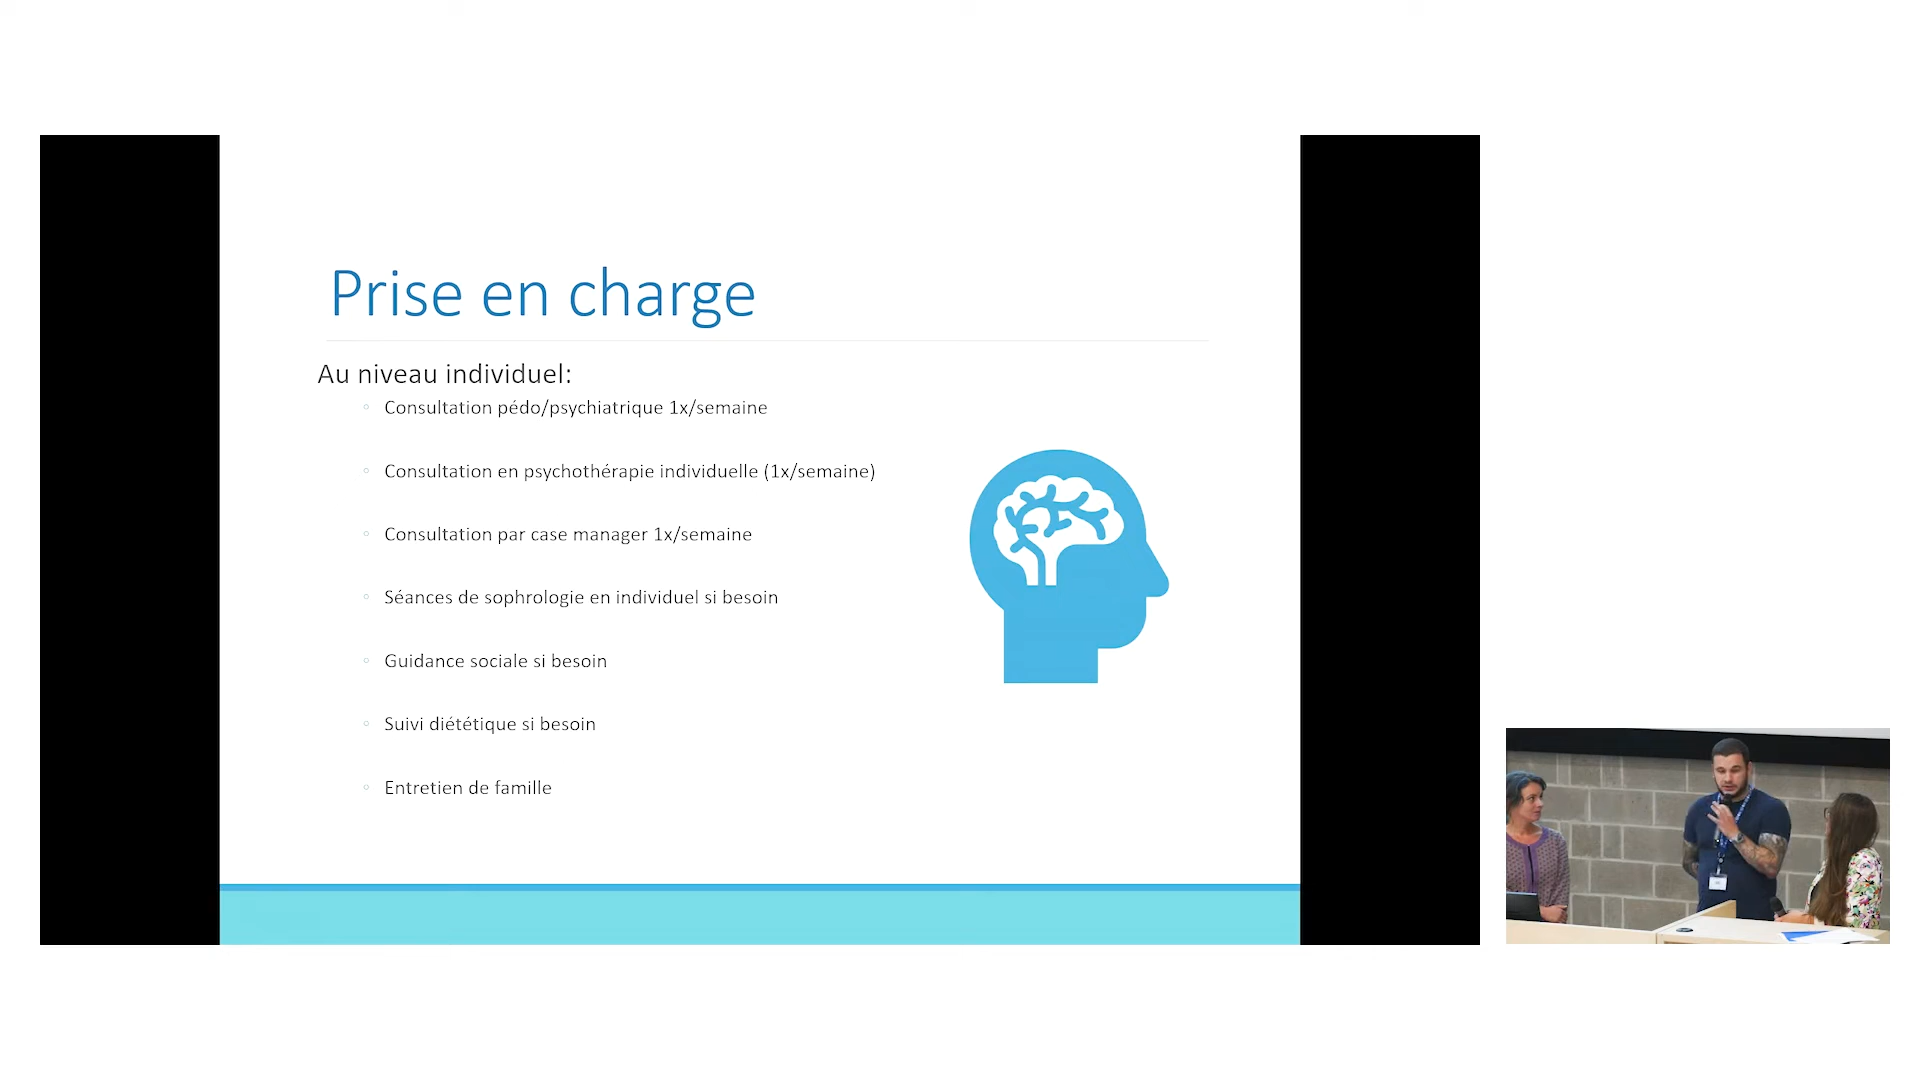 Prise en charge
Au niveau individuel:
Consultation pédo/psychiatrique 1x/semaine
Consultation en psychothérapie individuelle (1x/semaine)
Consultation par case manager 1x/semaine
Séances de sophrologie en individuel si besoin
Guidance sociale si besoin
Suivi diététique si besoin
Entretien de famille